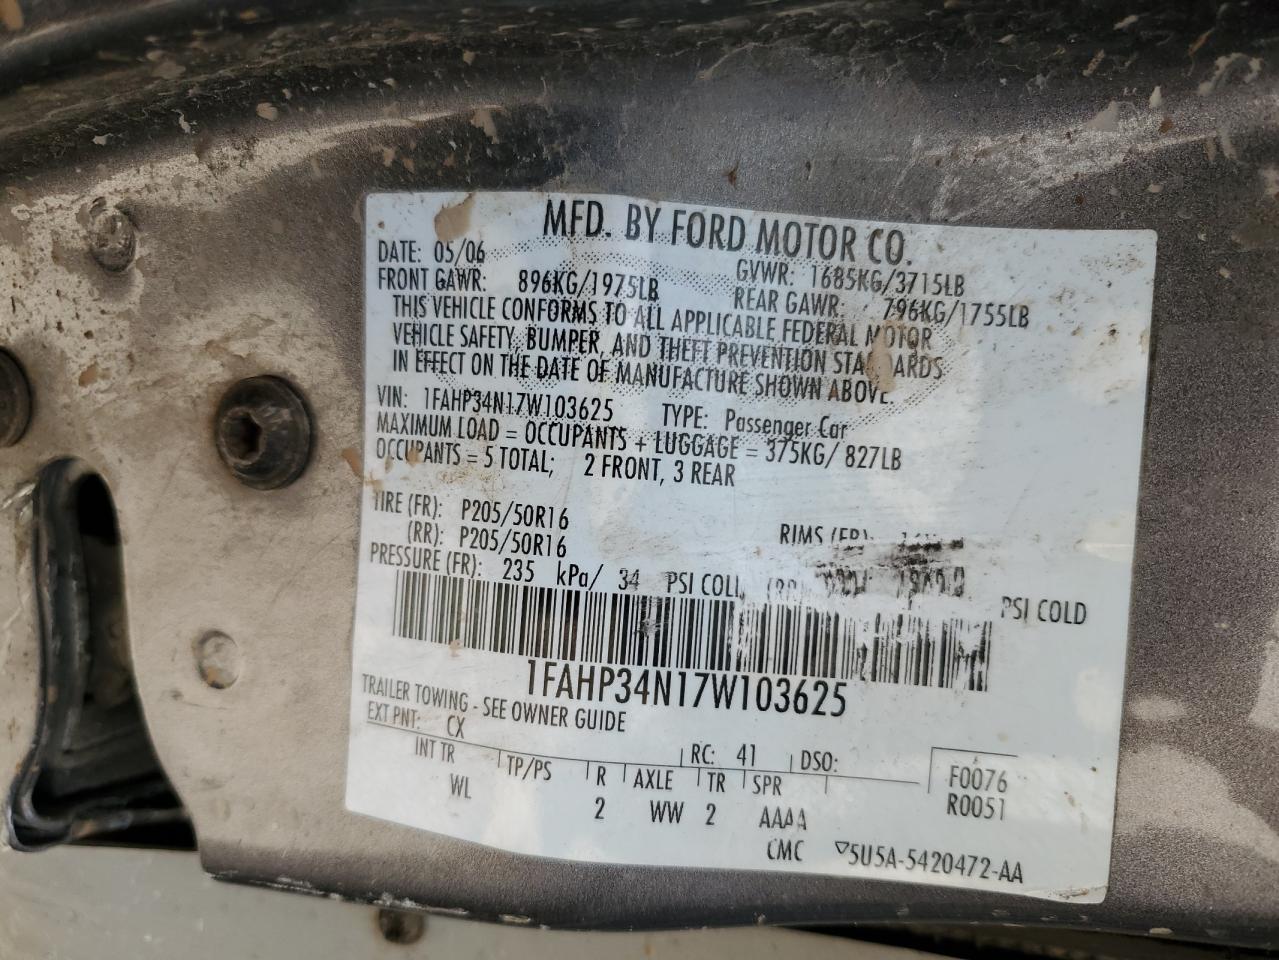 MFD. BY FORD MOTOR CO.
DATE: 05/06 GVWR: 1685KG/3715LB
FRONT GAWR: 896KG/1975LB REAR GAWR: 796KG/1755LB
THIS VEHICLE CONFORMS TO ALL APPLICABLE FEDERAL MOTOR
VEHICLE SAFETY, BUMPER, AND THEFT PREVENTION STANDARDS
IN EFFECT ON THE DATE OF MANUFACTURE SHOWN ABOVE.
VIN: 1FAHP34N17W103625 TYPE: Passenger Car
MAXIMUM LOAD = OCCUPANTS + LUGGAGE = 375KG/ 827LB
OCCUPANTS = 5 TOTAL; 2 FRONT, 3 REAR
TIRE (FR): P205/50R16 RIMS (FR):
(RR): P205/50R16
PRESSURE (FR): 235 kPa/ 34 PSI COLD PSI COLD
1FAHP34N17W103625
TRAILER TOWING - SEE OWNER GUIDE
EXT PNT: CX RC: 41 DSO:
INT TR TP/PS R AXLE TR SPR F0076
WL 2 WW 2 AAAA R0051
CMC ▽5U5A-5420472-AA